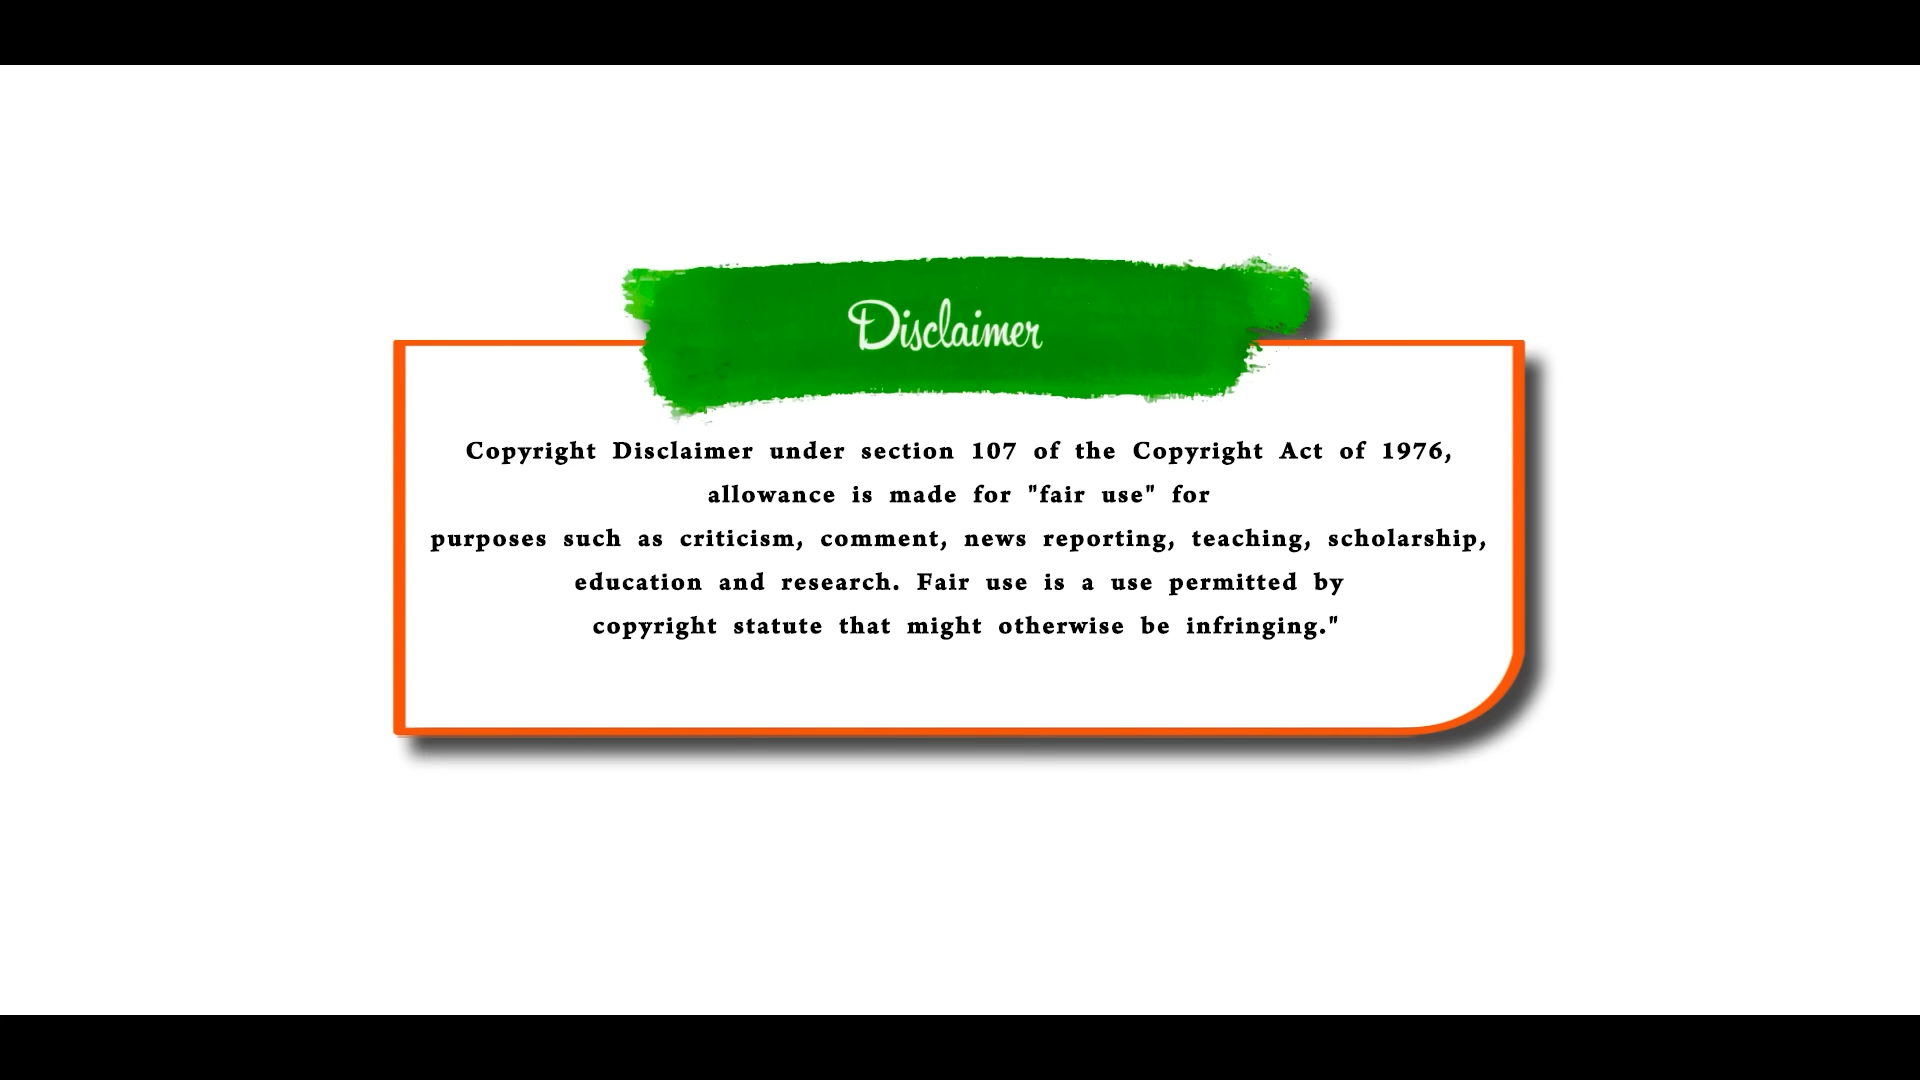 Disclaimer
Copyright Disclaimer under section 107 of the Copyright Act of 1976,
allowance is made for "fair use" for
purposes such as criticism, comment, news reporting, teaching, scholarship,
education and research. Fair use is a use permitted by
copyright statute that might otherwise be infringing."